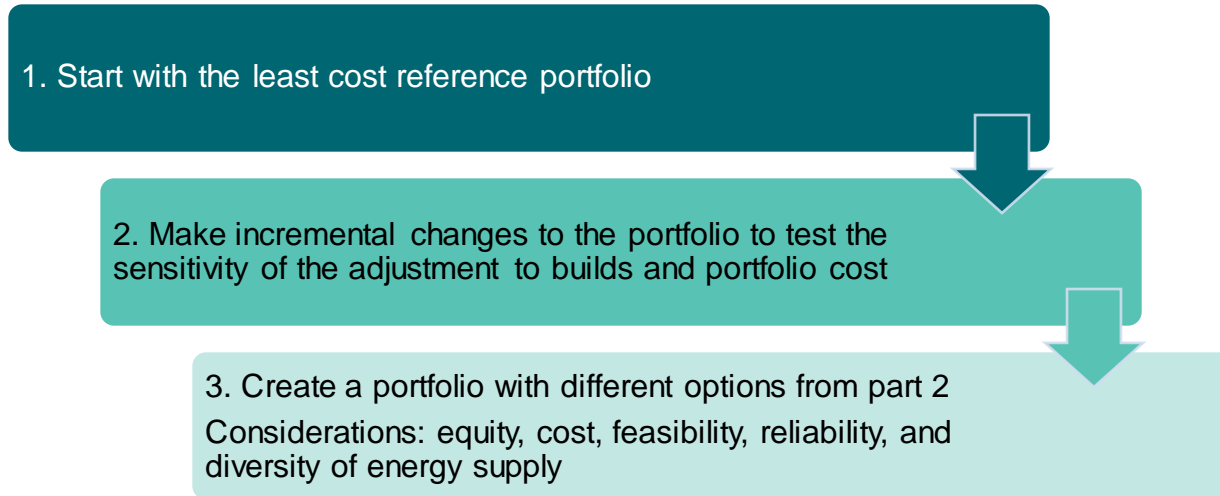 1. Start with the least cost reference portfolio
2. Make incremental changes to the portfolio to test the
sensitivity of the adjustment to builds and portfolio cost
3. Create a portfolio with different options from part 2
Considerations: equity, cost, feasibility, reliability, and
diversity of energy supply